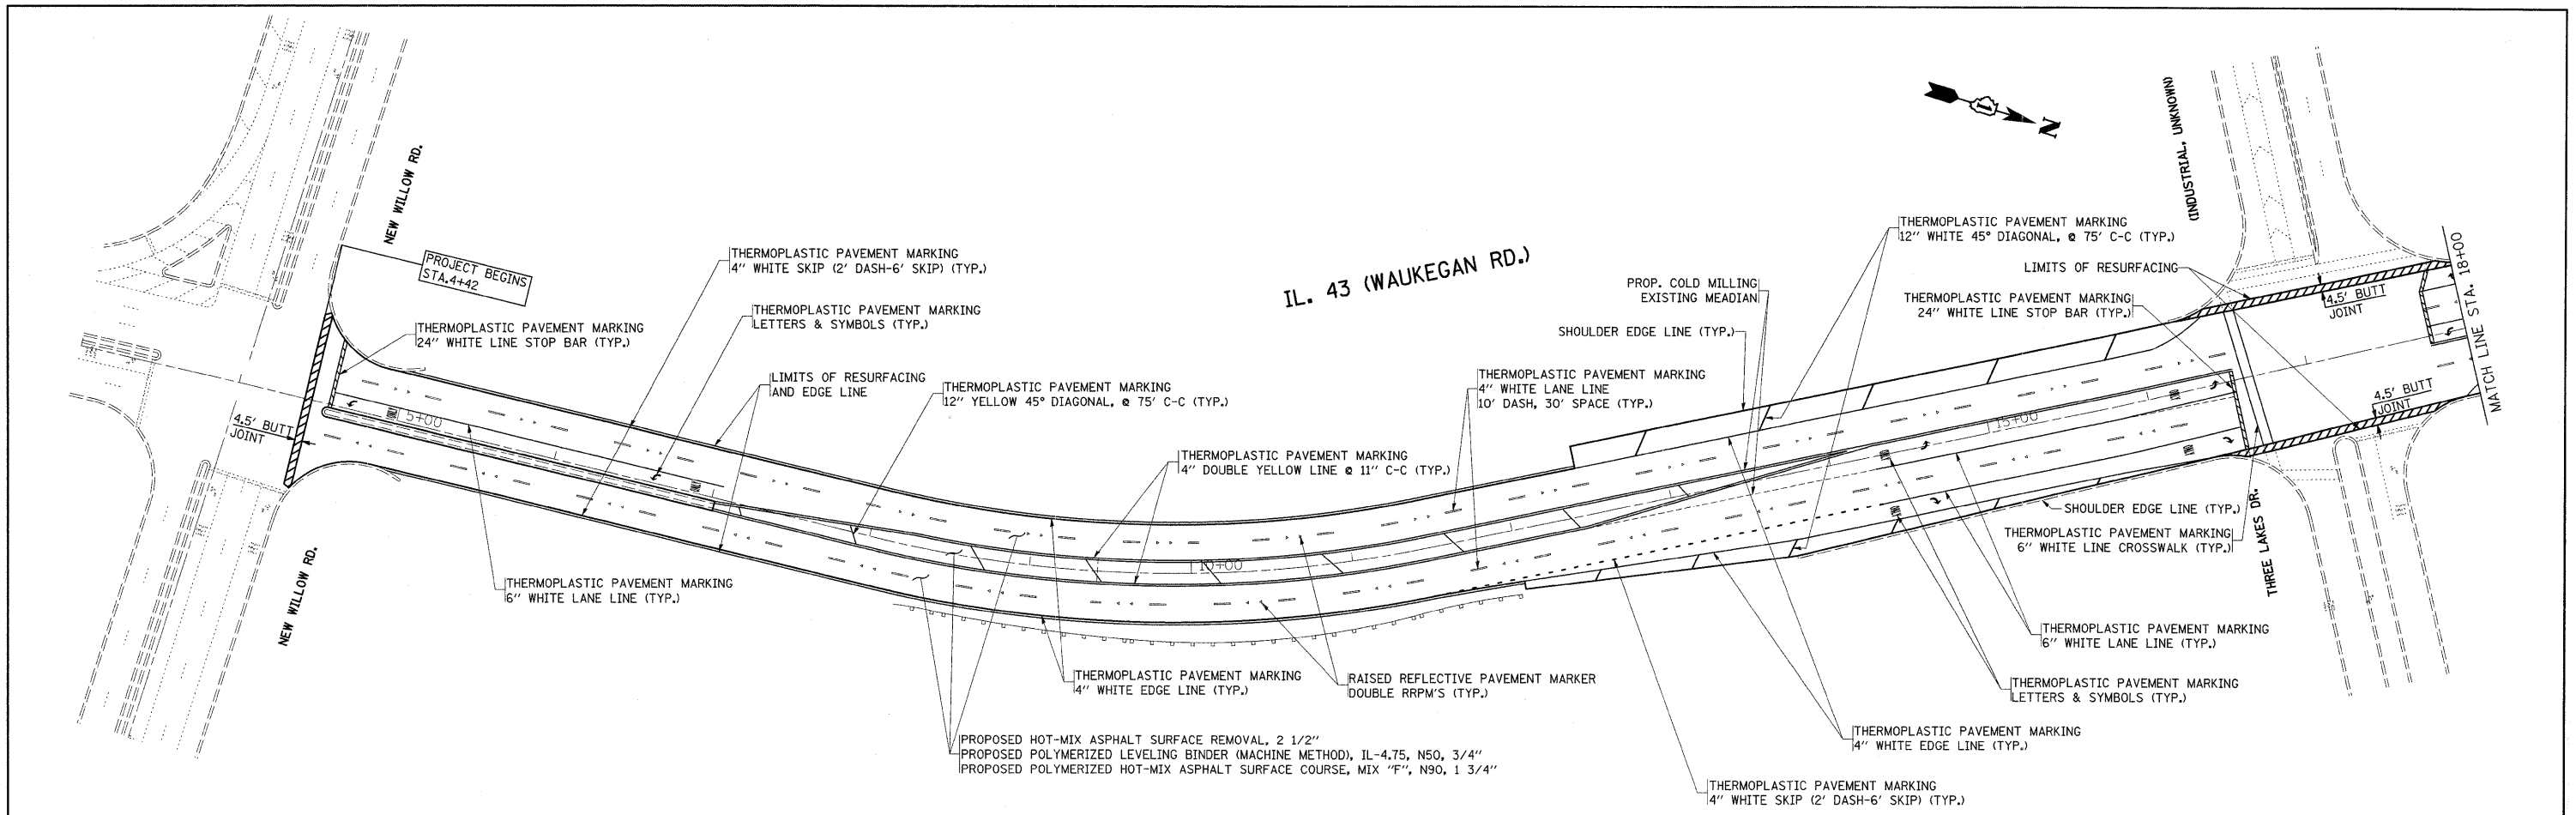 NEW WILLOW RD.
PROJECT BEGINS
STA.4+42
THERMOPLASTIC PAVEMENT MARKING
24" WHITE LINE STOP BAR (TYP.)
THERMOPLASTIC PAVEMENT MARKING
4" WHITE SKIP (2' DASH-6' SKIP) (TYP.)
THERMOPLASTIC PAVEMENT MARKING
LETTERS & SYMBOLS (TYP.)
LIMITS OF RESURFACING
AND EDGE LINE
THERMOPLASTIC PAVEMENT MARKING
12" YELLOW 45° DIAGONAL, @ 75' C-C (TYP.)
THERMOPLASTIC PAVEMENT MARKING
4" DOUBLE YELLOW LINE @ 11" C-C (TYP.)
IL. 43 (WAUKEGAN RD.)
N
(INDUSTRIAL, UNKNOWN)
THERMOPLASTIC PAVEMENT MARKING
12" WHITE 45° DIAGONAL, @ 75' C-C (TYP.)
LIMITS OF RESURFACING
PROP. COLD MILLING
EXISTING MEADIAN
THERMOPLASTIC PAVEMENT MARKING
24" WHITE LINE STOP BAR (TYP.)
SHOULDER EDGE LINE (TYP.)
THERMOPLASTIC PAVEMENT MARKING
4" WHITE LANE LINE
10' DASH, 30' SPACE (TYP.)
4.5' BUTT
JOINT
MATCH LINE STA. 18+00
4.5' BUTT
JOINT
4.5' BUTT
JOINT
5+00
10+00
15+00
NEW WILLOW RD.
THERMOPLASTIC PAVEMENT MARKING
6" WHITE LANE LINE (TYP.)
THERMOPLASTIC PAVEMENT MARKING
4" WHITE EDGE LINE (TYP.)
RAISED REFLECTIVE PAVEMENT MARKER
DOUBLE RRPM'S (TYP.)
PROPOSED HOT-MIX ASPHALT SURFACE REMOVAL, 2 1/2"
PROPOSED POLYMERIZED LEVELING BINDER (MACHINE METHOD), IL-4.75, N50, 3/4"
PROPOSED POLYMERIZED HOT-MIX ASPHALT SURFACE COURSE, MIX "F", N90, 1 3/4"
SHOULDER EDGE LINE (TYP.)
THERMOPLASTIC PAVEMENT MARKING
6" WHITE LINE CROSSWALK (TYP.)
THREE LAKES DR.
THERMOPLASTIC PAVEMENT MARKING
6" WHITE LANE LINE (TYP.)
THERMOPLASTIC PAVEMENT MARKING
LETTERS & SYMBOLS (TYP.)
THERMOPLASTIC PAVEMENT MARKING
4" WHITE EDGE LINE (TYP.)
THERMOPLASTIC PAVEMENT MARKING
4" WHITE SKIP (2' DASH-6' SKIP) (TYP.)